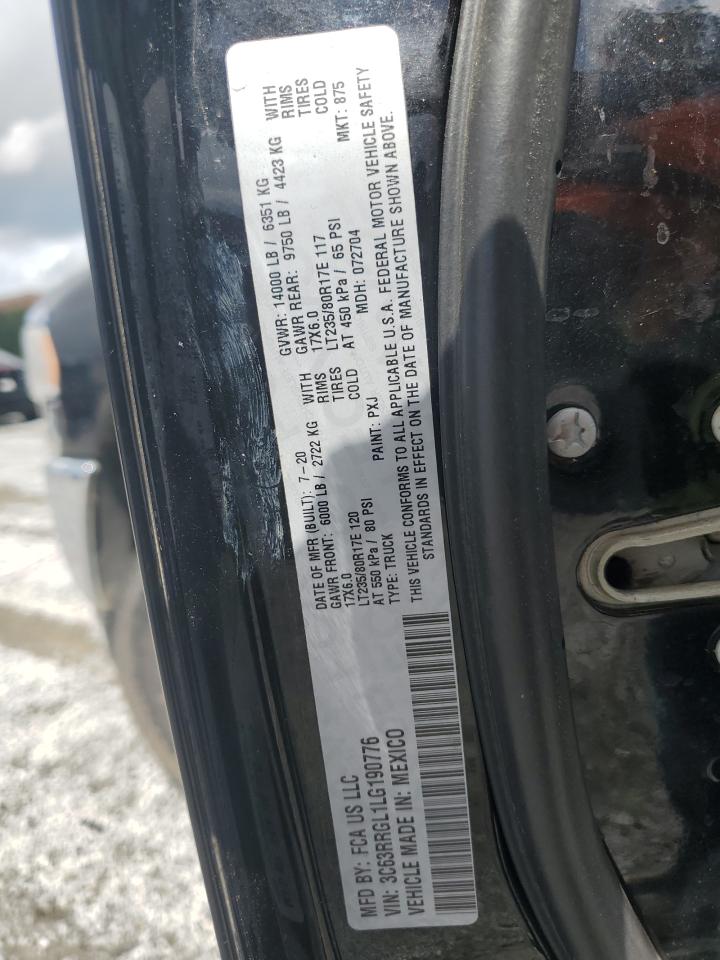 MFD BY: FCA US LLC
DATE OF MFR (BUILT): 7-20 GVWR: 14000 LB / 6351 KG
GAWR FRONT: 6000 LB / 2722 KG WITH GAWR REAR: 9750 LB / 4423 KG WITH
17X6.0 RIMS 17X6.0 RIMS
LT235/80R17E 120 TIRES LT235/80R17E 117 TIRES
AT 550 kPa / 80 PSI COLD AT 450 kPa / 65 PSI COLD
VIN: 3C63RRGL1LG190776 TYPE: TRUCK PAINT: PXJ MDH: 072704 MKT: 875
VEHICLE MADE IN: MEXICO
THIS VEHICLE CONFORMS TO ALL APPLICABLE U.S.A. FEDERAL MOTOR VEHICLE SAFETY
STANDARDS IN EFFECT ON THE DATE OF MANUFACTURE SHOWN ABOVE.